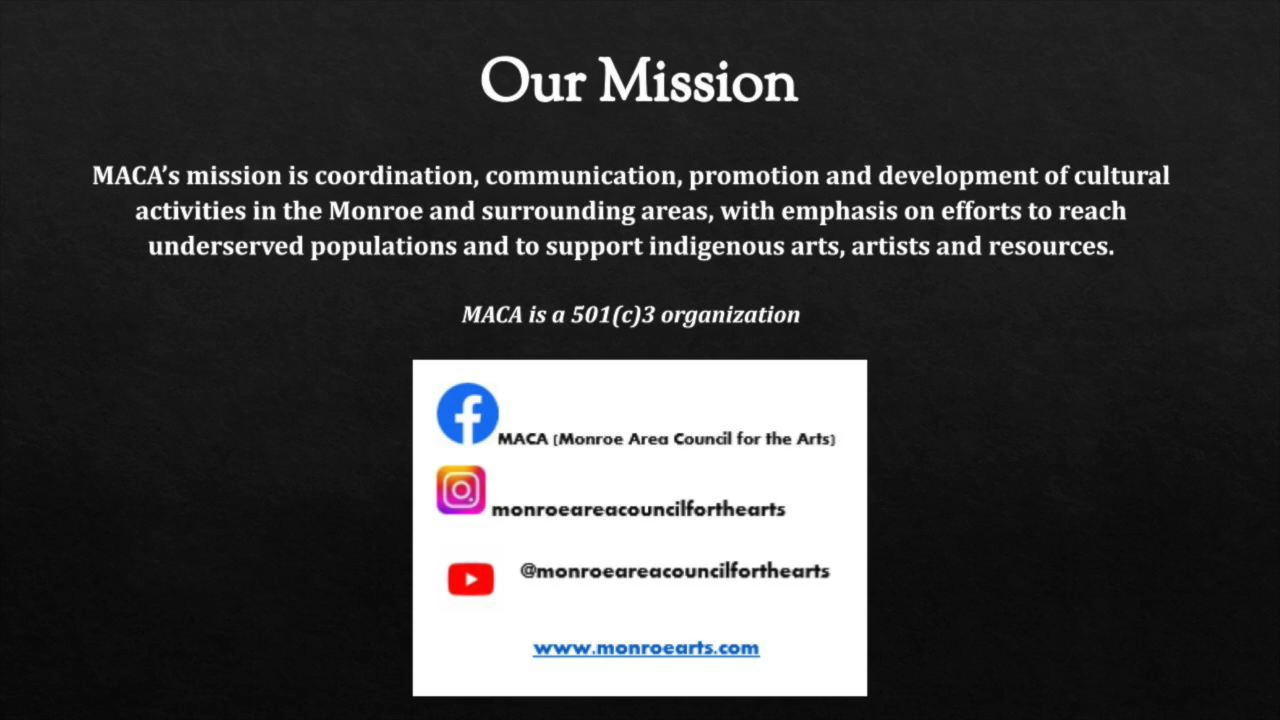 Our Mission
MACA’s mission is coordination, communication, promotion and development of cultural
activities in the Monroe and surrounding areas, with emphasis on efforts to reach
underserved populations and to support indigenous arts, artists and resources.
MACA is a 501(c)3 organization
MACA (Monroe Area Council for the Arts)
monroeareacouncilforthearts
@monroeareacouncilforthearts
www.monroearts.com